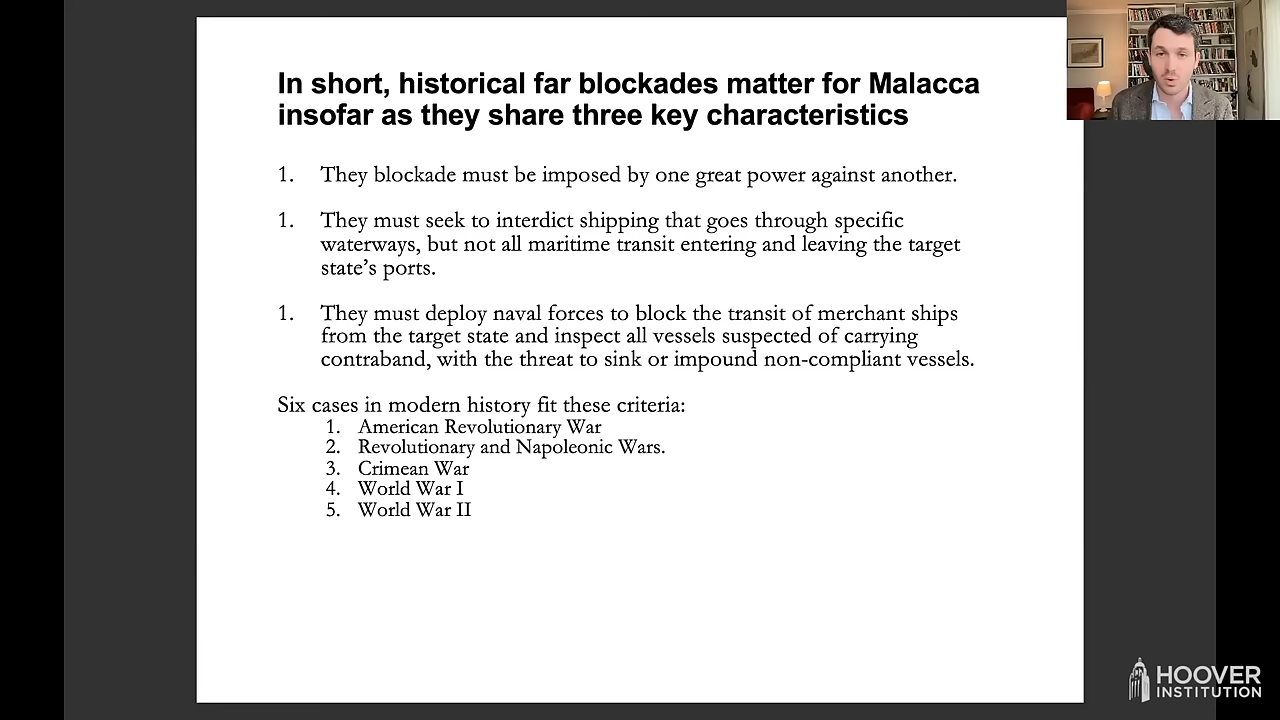 In short, historical far blockades matter for Malacca
insofar as they share three key characteristics
1. They blockade must be imposed by one great power against another.
1. They must seek to interdict shipping that goes through specific
waterways, but not all maritime transit entering and leaving the target
state’s ports.
1. They must deploy naval forces to block the transit of merchant ships
from the target state and inspect all vessels suspected of carrying
contraband, with the threat to sink or impound non-compliant vessels.
Six cases in modern history fit these criteria:
1. American Revolutionary War
2. Revolutionary and Napoleonic Wars.
3. Crimean War
4. World War I
5. World War II
HOOVER
INSTITUTION